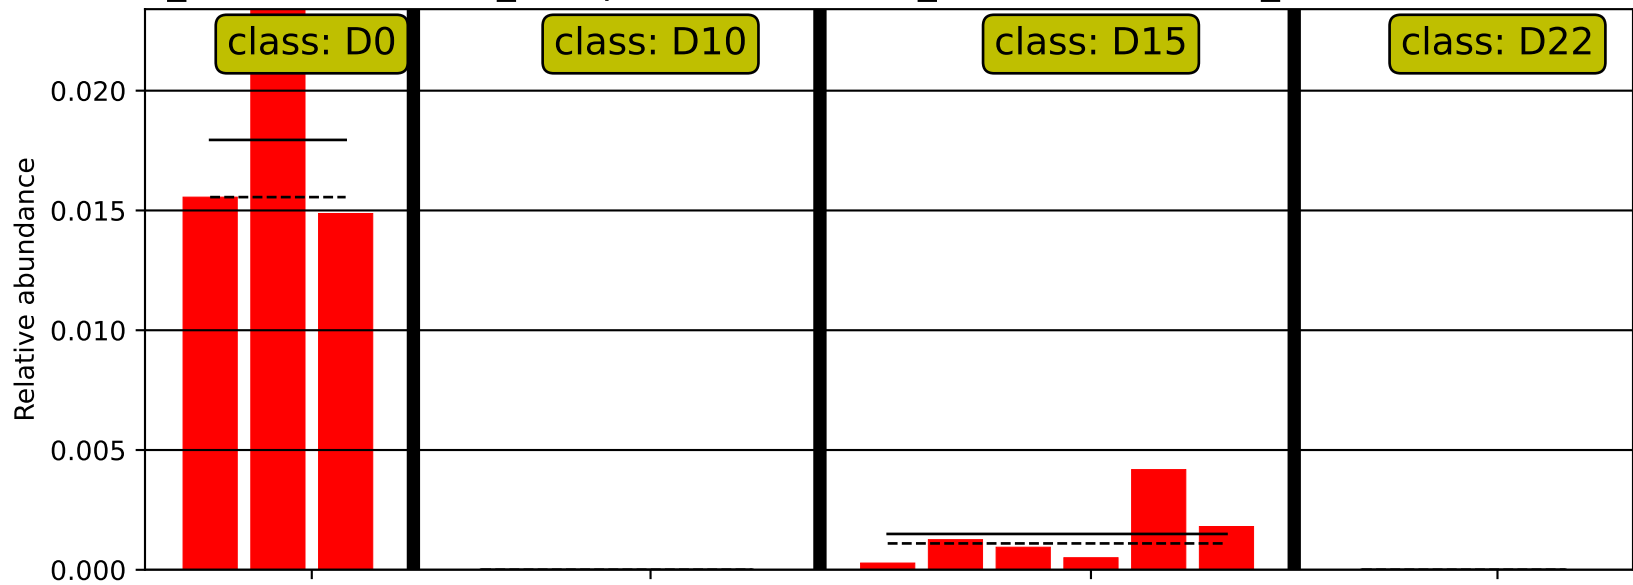 class: D0
class: D10
class: D15
class: D22
Relative abundance
0.020
0.015
0.010
0.005
0.000